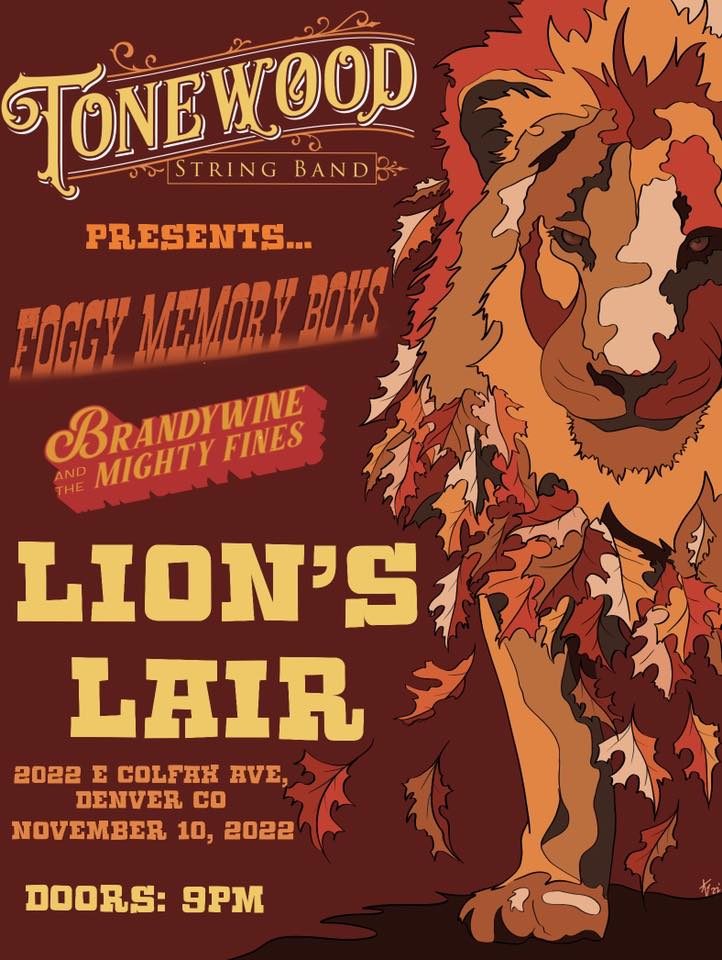 TONEWOOD
STRING BAND
PRESENTS...
FOGGY MEMORY BOYS
BRANDYWINE
AND THE MIGHTY FINES
LION'S
LAIR
2022 E COLFAX AVE,
DENVER CO
NOVEMBER 10, 2022
DOORS: 9PM